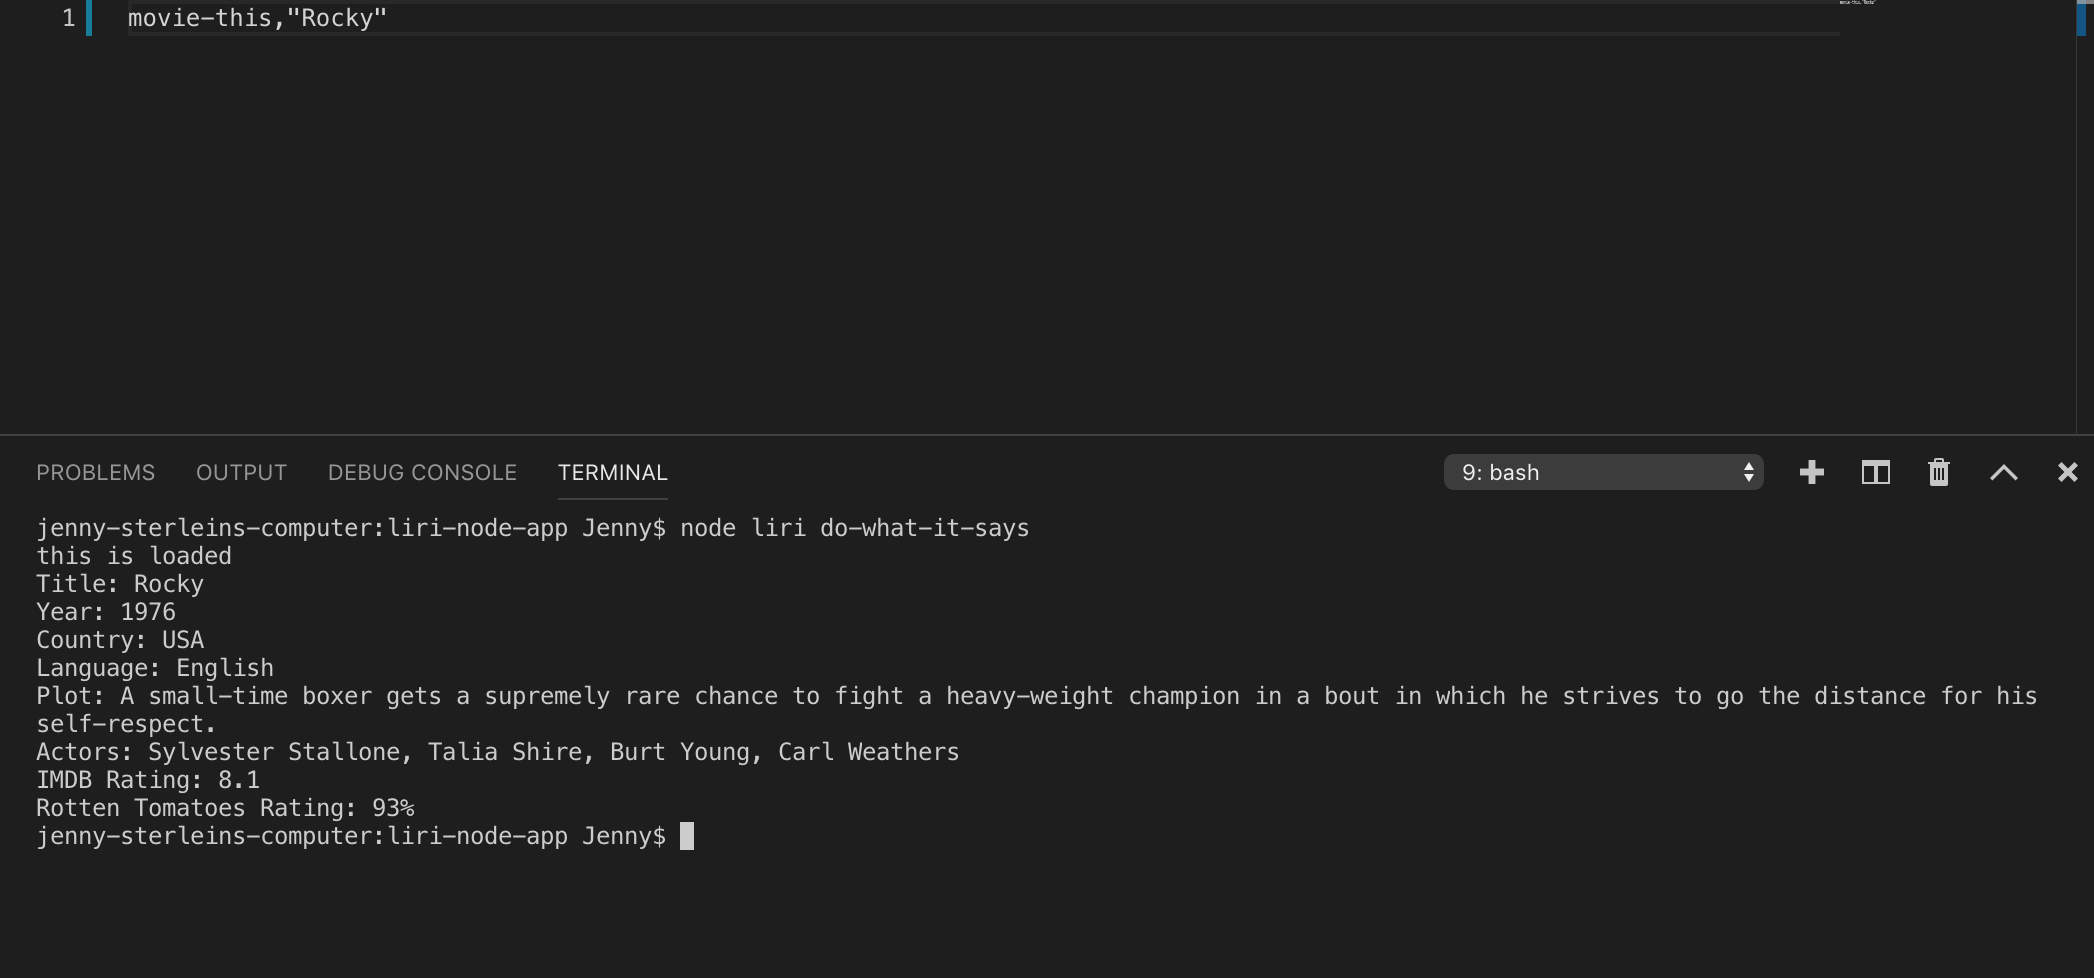 1 movie-this,"Rocky"
PROBLEMS OUTPUT DEBUG CONSOLE TERMINAL 9: bash
jenny-sterleins-computer:liri-node-app Jenny$ node liri do-what-it-says
this is loaded
Title: Rocky
Year: 1976
Country: USA
Language: English
Plot: A small-time boxer gets a supremely rare chance to fight a heavy-weight champion in a bout in which he strives to go the distance for his
self-respect.
Actors: Sylvester Stallone, Talia Shire, Burt Young, Carl Weathers
IMDB Rating: 8.1
Rotten Tomatoes Rating: 93%
jenny-sterleins-computer:liri-node-app Jenny$